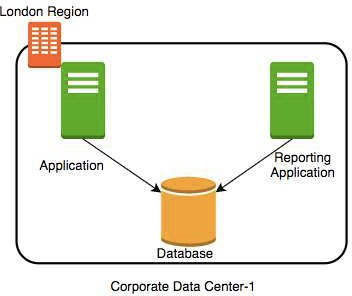 London Region
Application
Reporting
Application
Database
Corporate Data Center-1